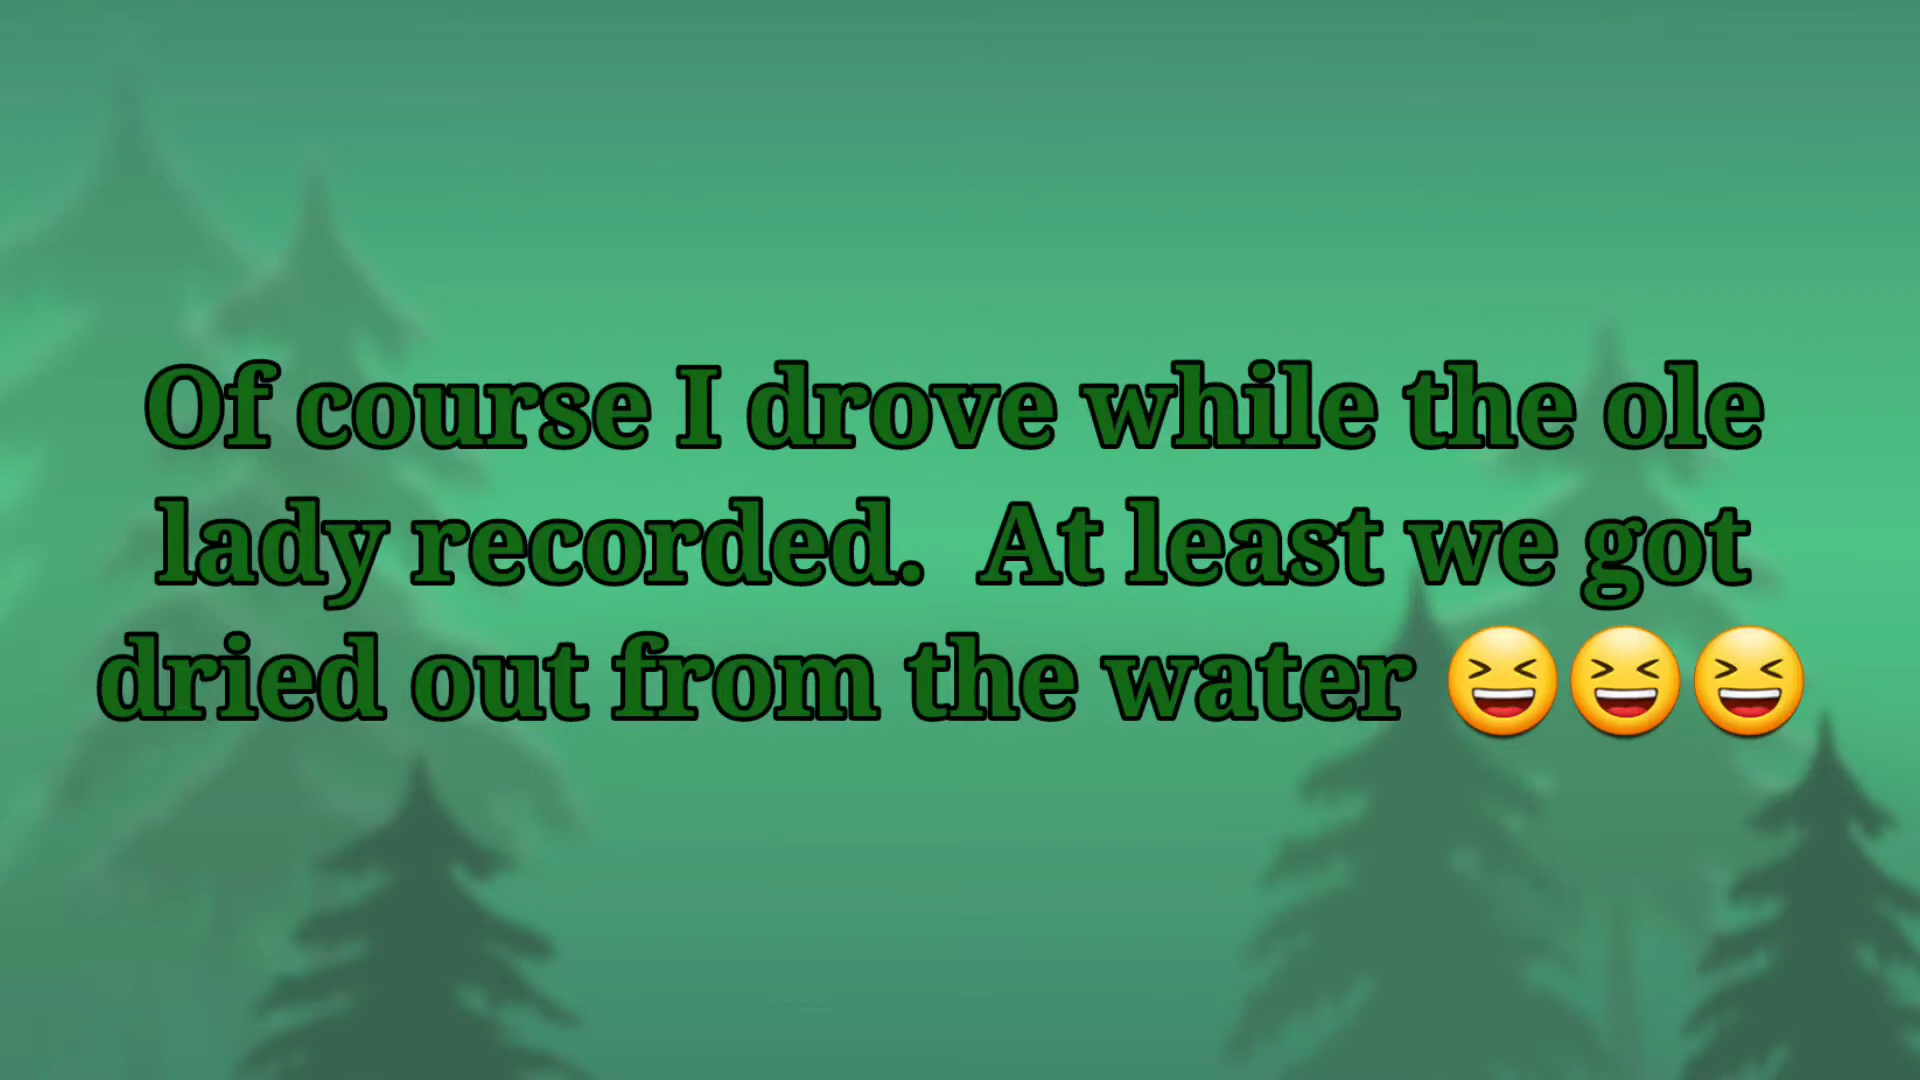 Of course I drove while the ole
lady recorded.  At least we got
dried out from the water 😆😆😆